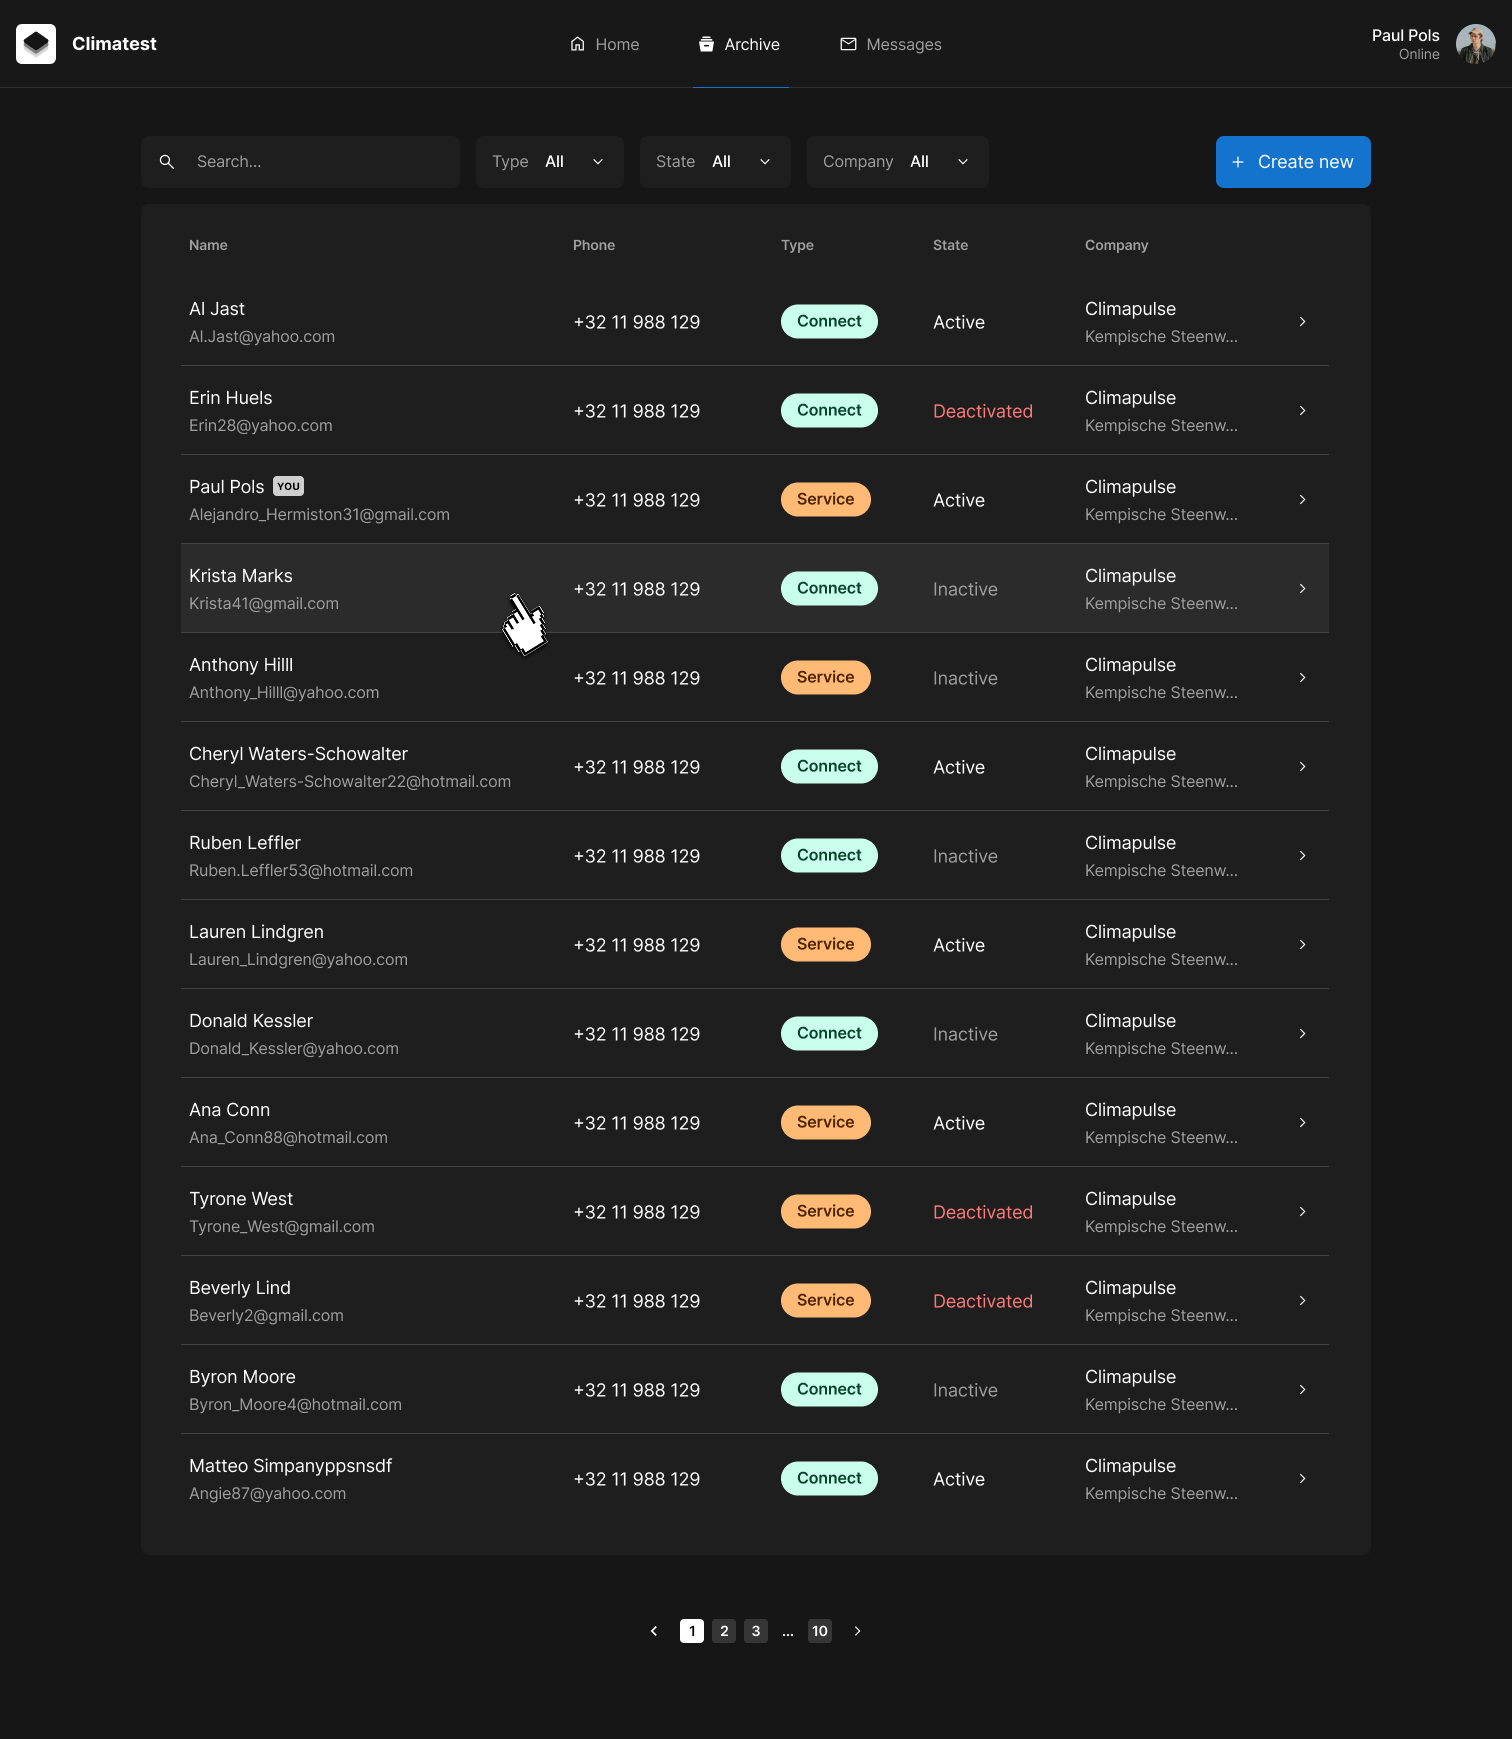 Climatest
Home
Archive
Messages
Paul Pols
Online
Search...
Type All
State All
Company All
+ Create new
Name Phone Type State Company
Al Jast
Al.Jast@yahoo.com
+32 11 988 129
Connect
Active
Climapulse
Kempische Steenw...
Erin Huels
Erin28@yahoo.com
+32 11 988 129
Connect
Deactivated
Climapulse
Kempische Steenw...
Paul Pols YOU
Alejandro_Hermiston31@gmail.com
+32 11 988 129
Service
Active
Climapulse
Kempische Steenw...
Krista Marks
Krista41@gmail.com
+32 11 988 129
Connect
Inactive
Climapulse
Kempische Steenw...
Anthony Hilll
Anthony_Hilll@yahoo.com
+32 11 988 129
Service
Inactive
Climapulse
Kempische Steenw...
Cheryl Waters-Schowalter
Cheryl_Waters-Schowalter22@hotmail.com
+32 11 988 129
Connect
Active
Climapulse
Kempische Steenw...
Ruben Leffler
Ruben.Leffler53@hotmail.com
+32 11 988 129
Connect
Inactive
Climapulse
Kempische Steenw...
Lauren Lindgren
Lauren_Lindgren@yahoo.com
+32 11 988 129
Service
Active
Climapulse
Kempische Steenw...
Donald Kessler
Donald_Kessler@yahoo.com
+32 11 988 129
Connect
Inactive
Climapulse
Kempische Steenw...
Ana Conn
Ana_Conn88@hotmail.com
+32 11 988 129
Service
Active
Climapulse
Kempische Steenw...
Tyrone West
Tyrone_West@gmail.com
+32 11 988 129
Service
Deactivated
Climapulse
Kempische Steenw...
Beverly Lind
Beverly2@gmail.com
+32 11 988 129
Service
Deactivated
Climapulse
Kempische Steenw...
Byron Moore
Byron_Moore4@hotmail.com
+32 11 988 129
Connect
Inactive
Climapulse
Kempische Steenw...
Matteo Simpanyppsnsdf
Angie87@yahoo.com
+32 11 988 129
Connect
Active
Climapulse
Kempische Steenw...
1 2 3 ... 10